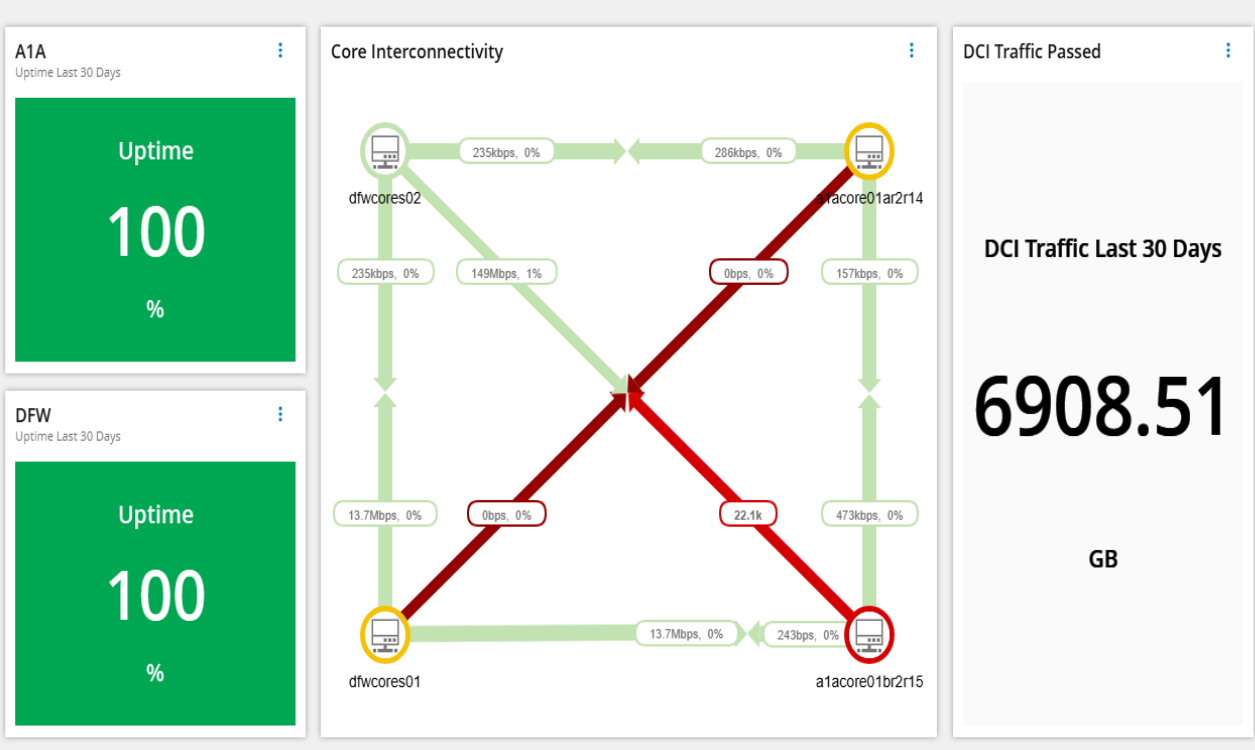 A1A
Uptime Last 30 Days
Uptime
100
%
DFW
Uptime Last 30 Days
Uptime
100
%
Core Interconnectivity
235kbps, 0%
286kbps, 0%
dfwcores02
a1acore01ar2r14
235kbps, 0%
149Mbps, 1%
0bps, 0%
157kbps, 0%
13.7Mbps, 0%
0bps, 0%
22.1k
473kbps, 0%
13.7Mbps, 0%
243bps, 0%
dfwcores01
a1acore01br2r15
DCI Traffic Passed
DCI Traffic Last 30 Days
6908.51
GB